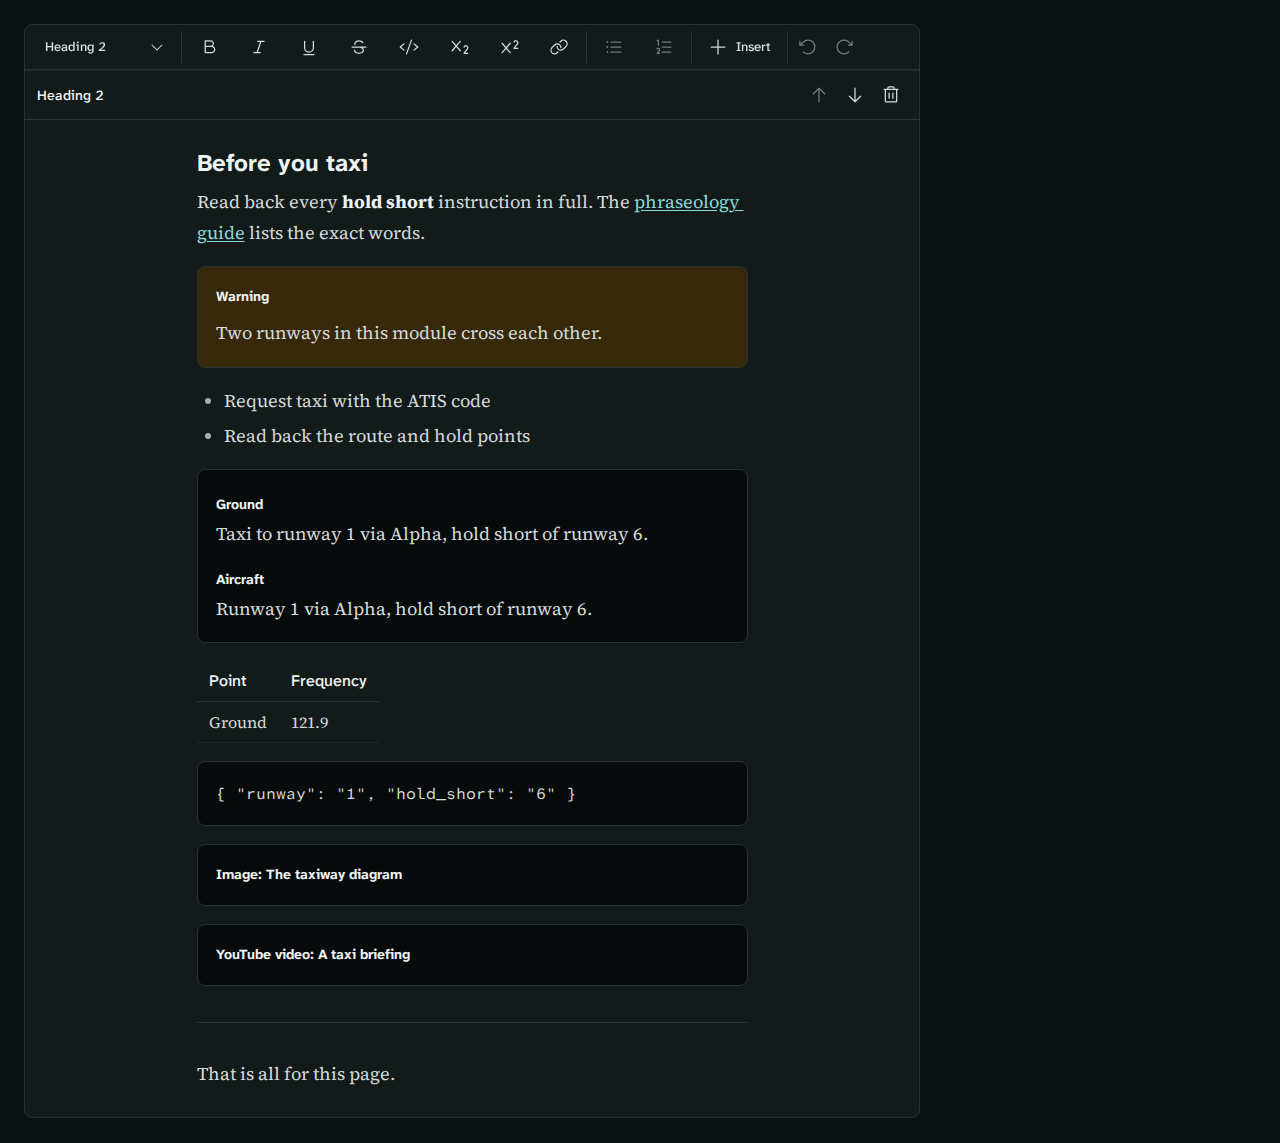 Heading 2
B I U S </> X2 X2 Insert
Heading 2
Before you taxi
Read back every hold short instruction in full. The phraseology
guide lists the exact words.
Warning
Two runways in this module cross each other.
• Request taxi with the ATIS code
• Read back the route and hold points
Ground
Taxi to runway 1 via Alpha, hold short of runway 6.
Aircraft
Runway 1 via Alpha, hold short of runway 6.
Point Frequency
Ground 121.9
{ "runway": "1", "hold_short": "6" }
Image: The taxiway diagram
YouTube video: A taxi briefing
That is all for this page.